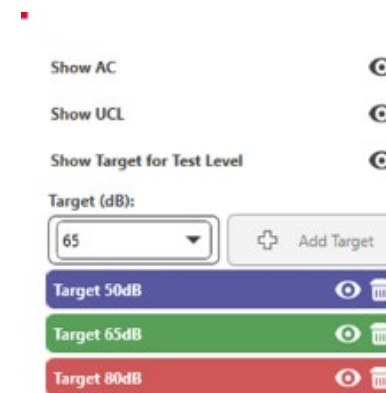 Show AC
Show UCL
Show Target for Test Level
Target (dB):
65 Add Target
Target 50dB
Target 65dB
Target 80dB